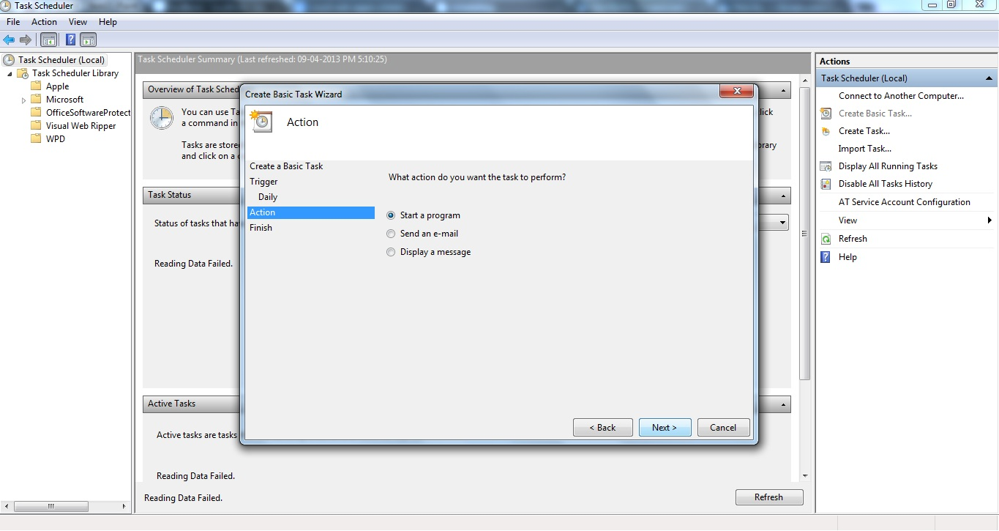 Task Scheduler
File Action View Help
Task Scheduler (Local)
Task Scheduler Library
Apple
Microsoft
OfficeSoftwareProtect
Visual Web Ripper
WPD
Task Scheduler Summary (Last refreshed: 09-04-2013 PM 5:10:25)
Overview of Task Sched
You can use Ta
lick
a command in
Tasks are store
brary
and click on a
Task Status
Status of tasks that ha
Reading Data Failed.
Active Tasks
Active tasks are tasks
Reading Data Failed.
Reading Data Failed.
Refresh
Create Basic Task Wizard
Action
Create a Basic Task
Trigger
Daily
Action
Finish
What action do you want the task to perform?
Start a program
Send an e-mail
Display a message
< Back Next > Cancel
Actions
Task Scheduler (Local)
Connect to Another Computer...
Create Basic Task...
Create Task...
Import Task...
Display All Running Tasks
Disable All Tasks History
AT Service Account Configuration
View
Refresh
Help